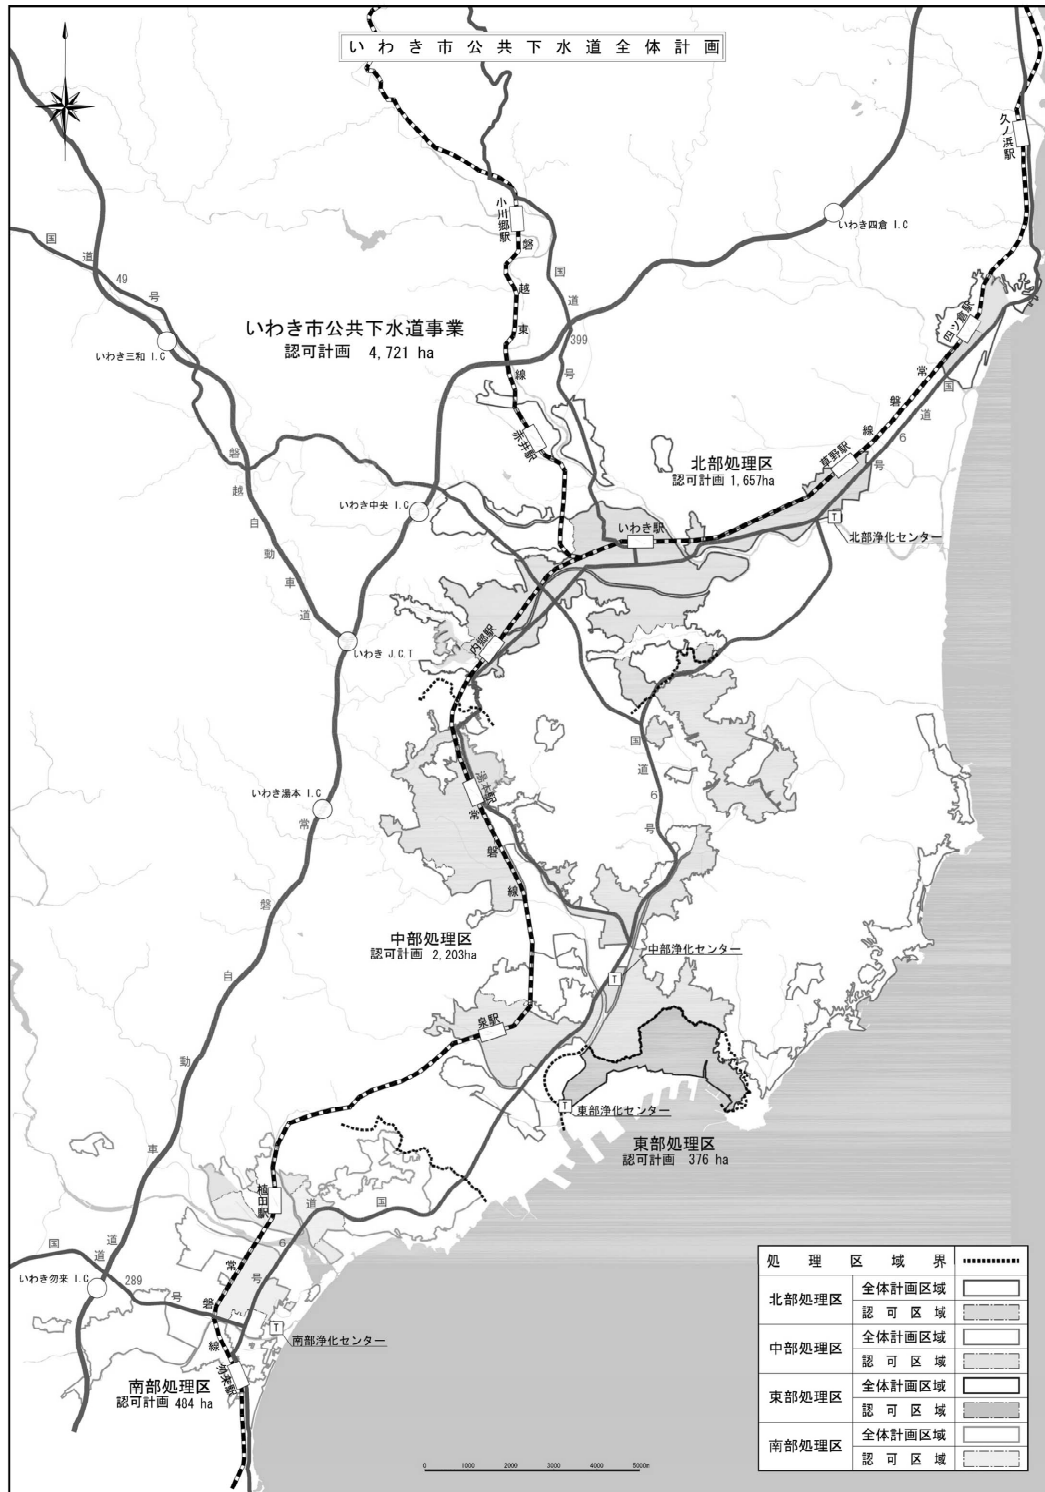 いわき市公共下水道全体計画
久ノ浜駅
小川郷駅
いわき四倉 I.C
国道49号
磐越東線
国道399号
いわき市公共下水道事業
認可計画 4,721 ha
いわき三和 I.C
四ツ倉駅
常磐線
国道6号
赤井駅
草野駅
北部処理区
認可計画 1,657ha
磐越自動車道
いわき中央 I.C
いわき駅
北部浄化センター
T
内郷駅
いわき J.C.T
国道6号
いわき湯本 I.C
湯本駅
常磐線
常磐自動車道
中部処理区
認可計画 2,203ha
中部浄化センター
T
泉駅
東部浄化センター
T
東部処理区
認可計画 376 ha
植田駅
国道6号
国道289号
いわき勿来 I.C
常磐線
T
南部浄化センター
勿来駅
南部処理区
認可計画 484 ha
処理区域界
北部処理区 全体計画区域
認可区域
中部処理区 全体計画区域
認可区域
東部処理区 全体計画区域
認可区域
南部処理区 全体計画区域
認可区域
0 1000 2000 3000 4000 5000m